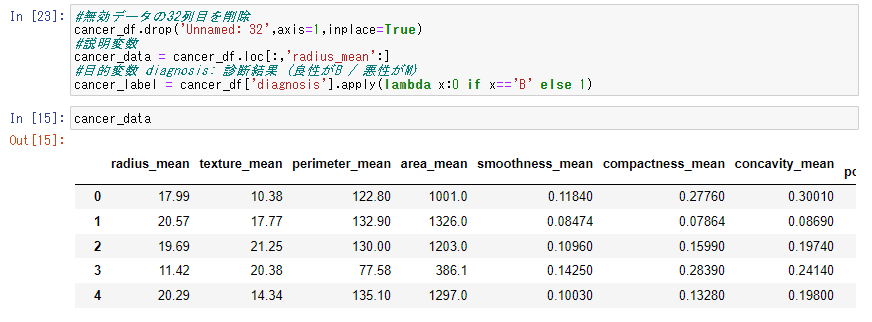 In [23]: #無効データの32列目を削除
cancer_df.drop('Unnamed: 32',axis=1,inplace=True)
#説明変数
cancer_data = cancer_df.loc[:,'radius_mean':]
#目的変数 diagnosis: 診断結果 (良性がB / 悪性がM)
cancer_label = cancer_df['diagnosis'].apply(lambda x:0 if x=='B' else 1)
In [15]: cancer_data
Out[15]:
radius_mean texture_mean perimeter_mean area_mean smoothness_mean compactness_mean concavity_mean
0 17.99 10.38 122.80 1001.0 0.11840 0.27760 0.30010
1 20.57 17.77 132.90 1326.0 0.08474 0.07864 0.08690
2 19.69 21.25 130.00 1203.0 0.10960 0.15990 0.19740
3 11.42 20.38 77.58 386.1 0.14250 0.28390 0.24140
4 20.29 14.34 135.10 1297.0 0.10030 0.13280 0.19800